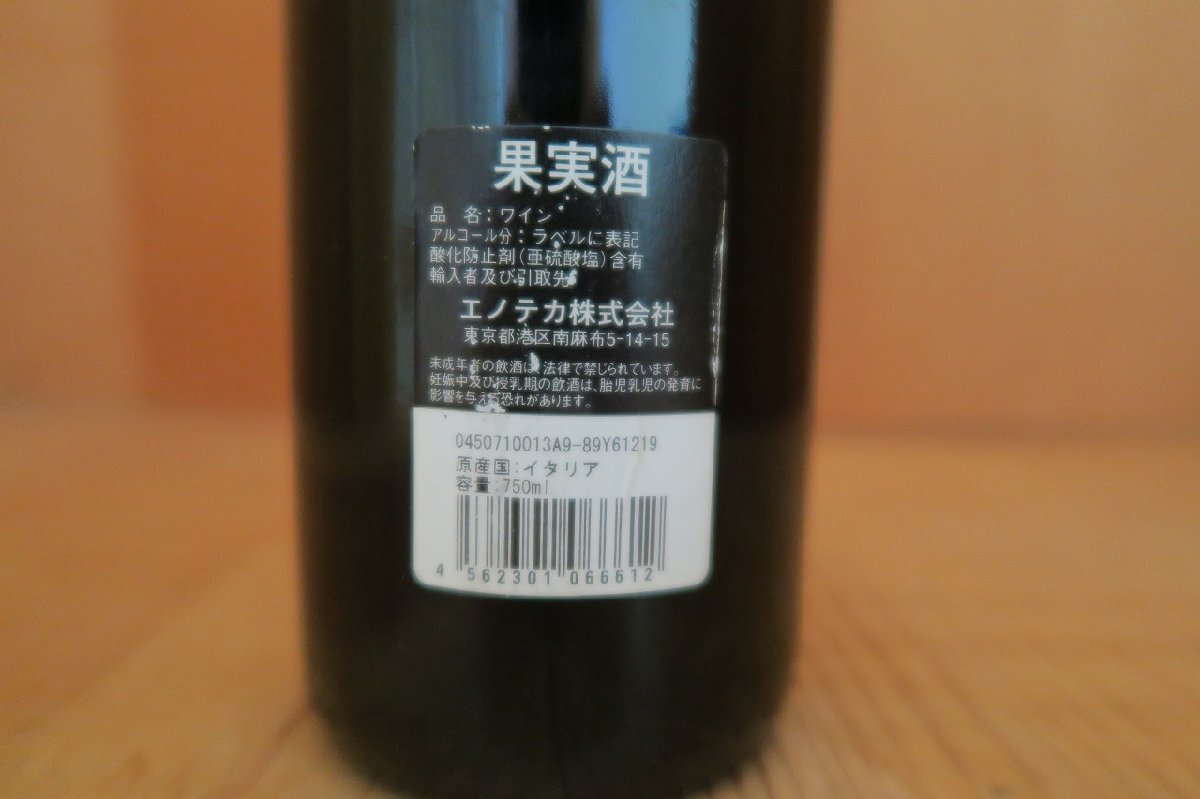 果実酒
品 名:ワイン
アルコール分:ラベルに表記
酸化防止剤(亜硫酸塩)含有
輸入者及び引取先
エノテカ株式会社
東京都港区南麻布5-14-15
未成年者の飲酒は、法律で禁じられています。
妊娠中及び授乳期の飲酒は、胎児乳児の発育に
影響を与える恐れがあります。
0450710013A9-89Y61219
原産国:イタリア
容量:750ml
4 562301 066612